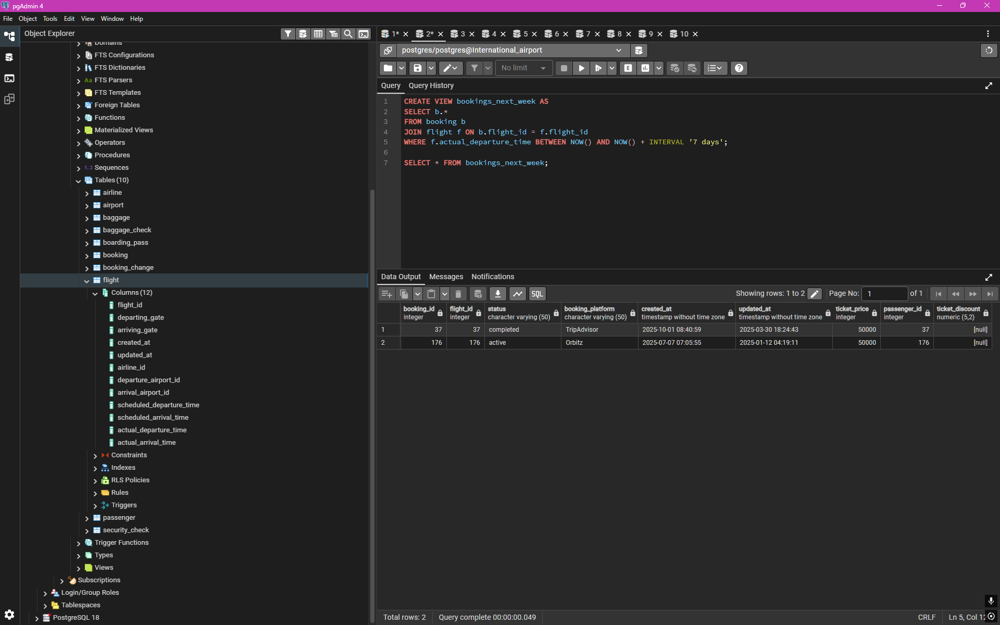 pgAdmin 4
File Object Tools Edit View Window Help
Object Explorer
Domains
FTS Configurations
FTS Dictionaries
Aa FTS Parsers
FTS Templates
Foreign Tables
Functions
Materialized Views
Operators
Procedures
1..3 Sequences
Tables (10)
airline
airport
baggage
baggage_check
boarding_pass
booking
booking_change
flight
Columns (12)
flight_id
departing_gate
arriving_gate
created_at
updated_at
airline_id
departure_airport_id
arrival_airport_id
scheduled_departure_time
scheduled_arrival_time
actual_departure_time
actual_arrival_time
Constraints
Indexes
RLS Policies
Rules
Triggers
passenger
security_check
Trigger Functions
Types
Views
Subscriptions
Login/Group Roles
Tablespaces
PostgreSQL 18
1* 2* 3 4 5 6 7 8 9 10
postgres/postgres@International_airport
No limit E
Query Query History
1 CREATE VIEW bookings_next_week AS
2 SELECT b.*
3 FROM booking b
4 JOIN flight f ON b.flight_id = f.flight_id
5 WHERE f.actual_departure_time BETWEEN NOW() AND NOW() + INTERVAL '7 days';
6
7 SELECT * FROM bookings_next_week;
Data Output Messages Notifications
SQL Showing rows: 1 to 2 Page No: 1 of 1
booking_id flight_id status booking_platform created_at updated_at ticket_price passenger_id ticket_discount
integer integer character varying (50) character varying (50) timestamp without time zone timestamp without time zone integer integer numeric (5,2)
1 37 37 completed TripAdvisor 2025-10-01 08:40:59 2025-03-30 18:24:43 50000 37 [null]
2 176 176 active Orbitz 2025-07-07 07:05:55 2025-01-12 04:19:11 50000 176 [null]
Total rows: 2 Query complete 00:00:00.049 CRLF Ln 5, Col